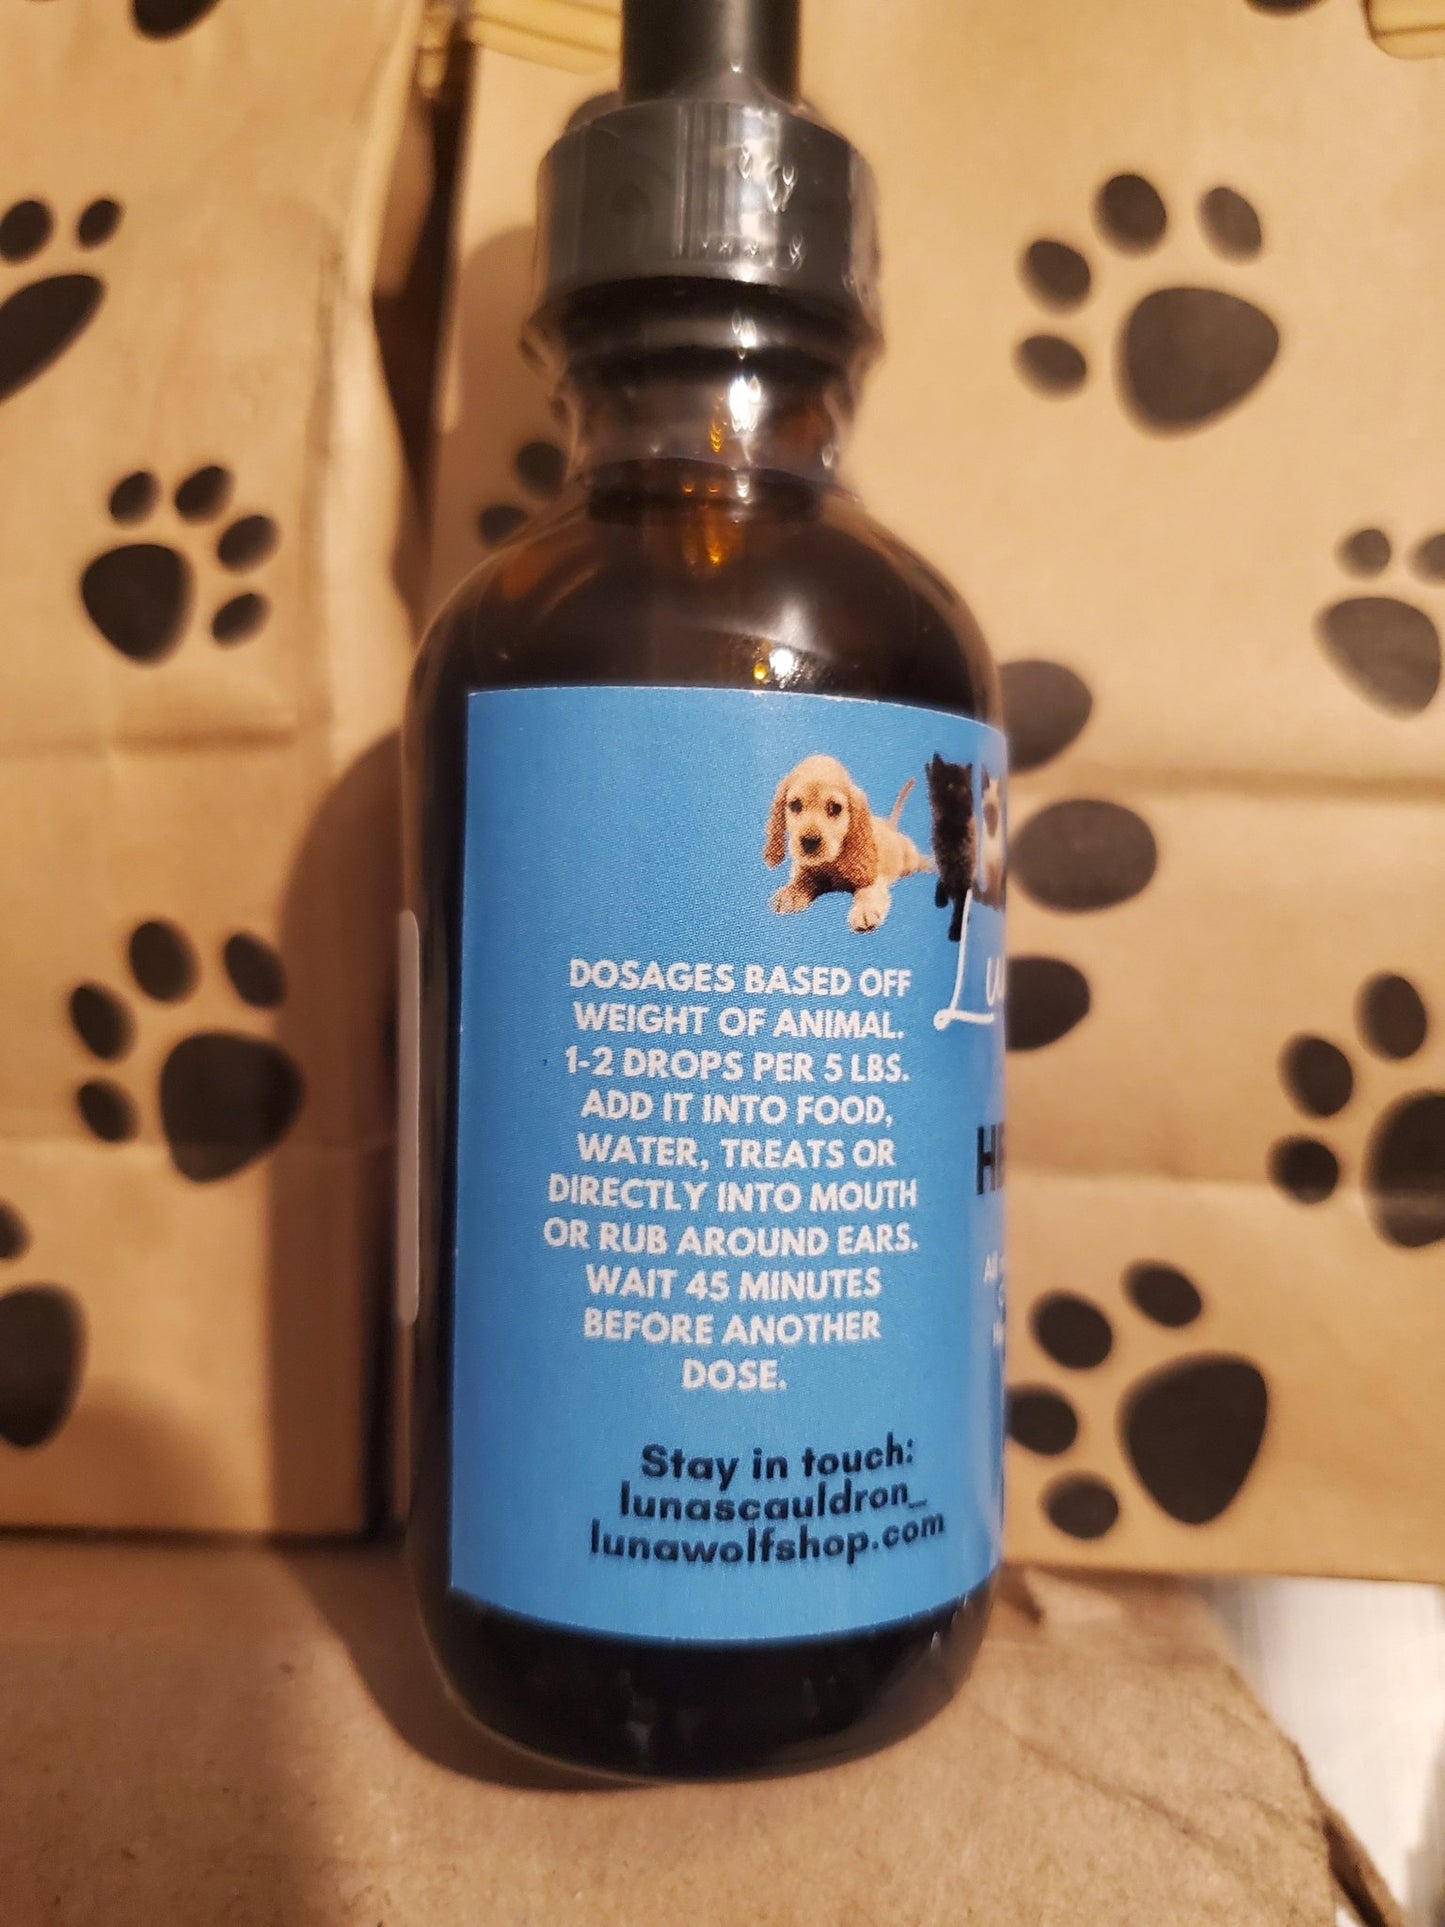 DOSAGES BASED OFF
WEIGHT OF ANIMAL.
1-2 DROPS PER 5 LBS.
ADD IT INTO FOOD,
WATER, TREATS OR
DIRECTLY INTO MOUTH
OR RUB AROUND EARS.
WAIT 45 MINUTES
BEFORE ANOTHER
DOSE.
Stay in touch:
lunascauldron_
lunawolfshop.com